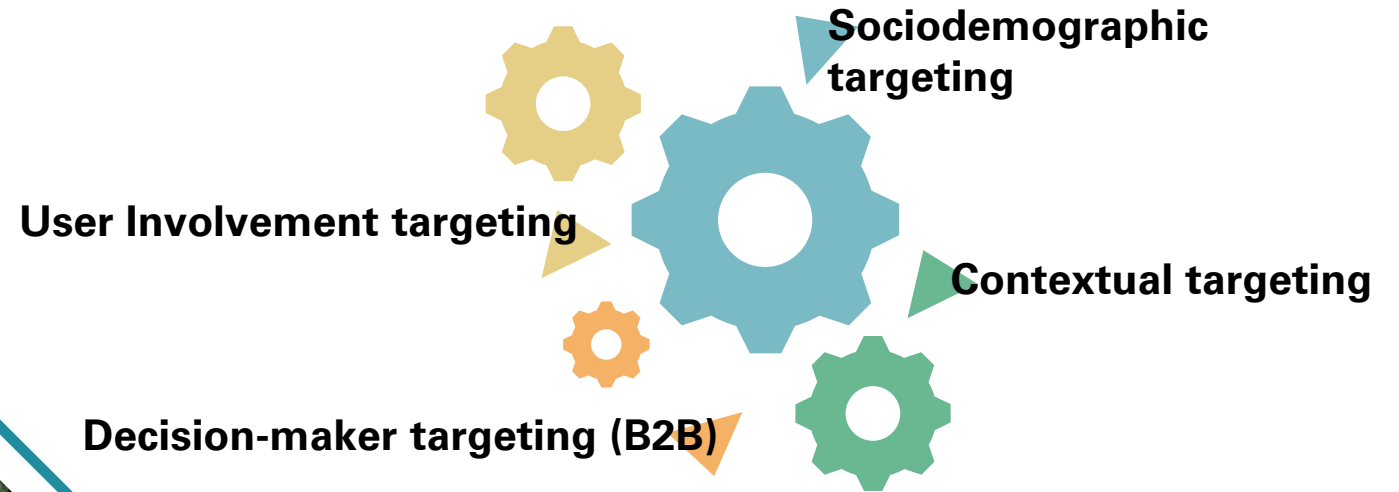 Sociodemographic
targeting
User Involvement targeting
Contextual targeting
Decision-maker targeting (B2B)